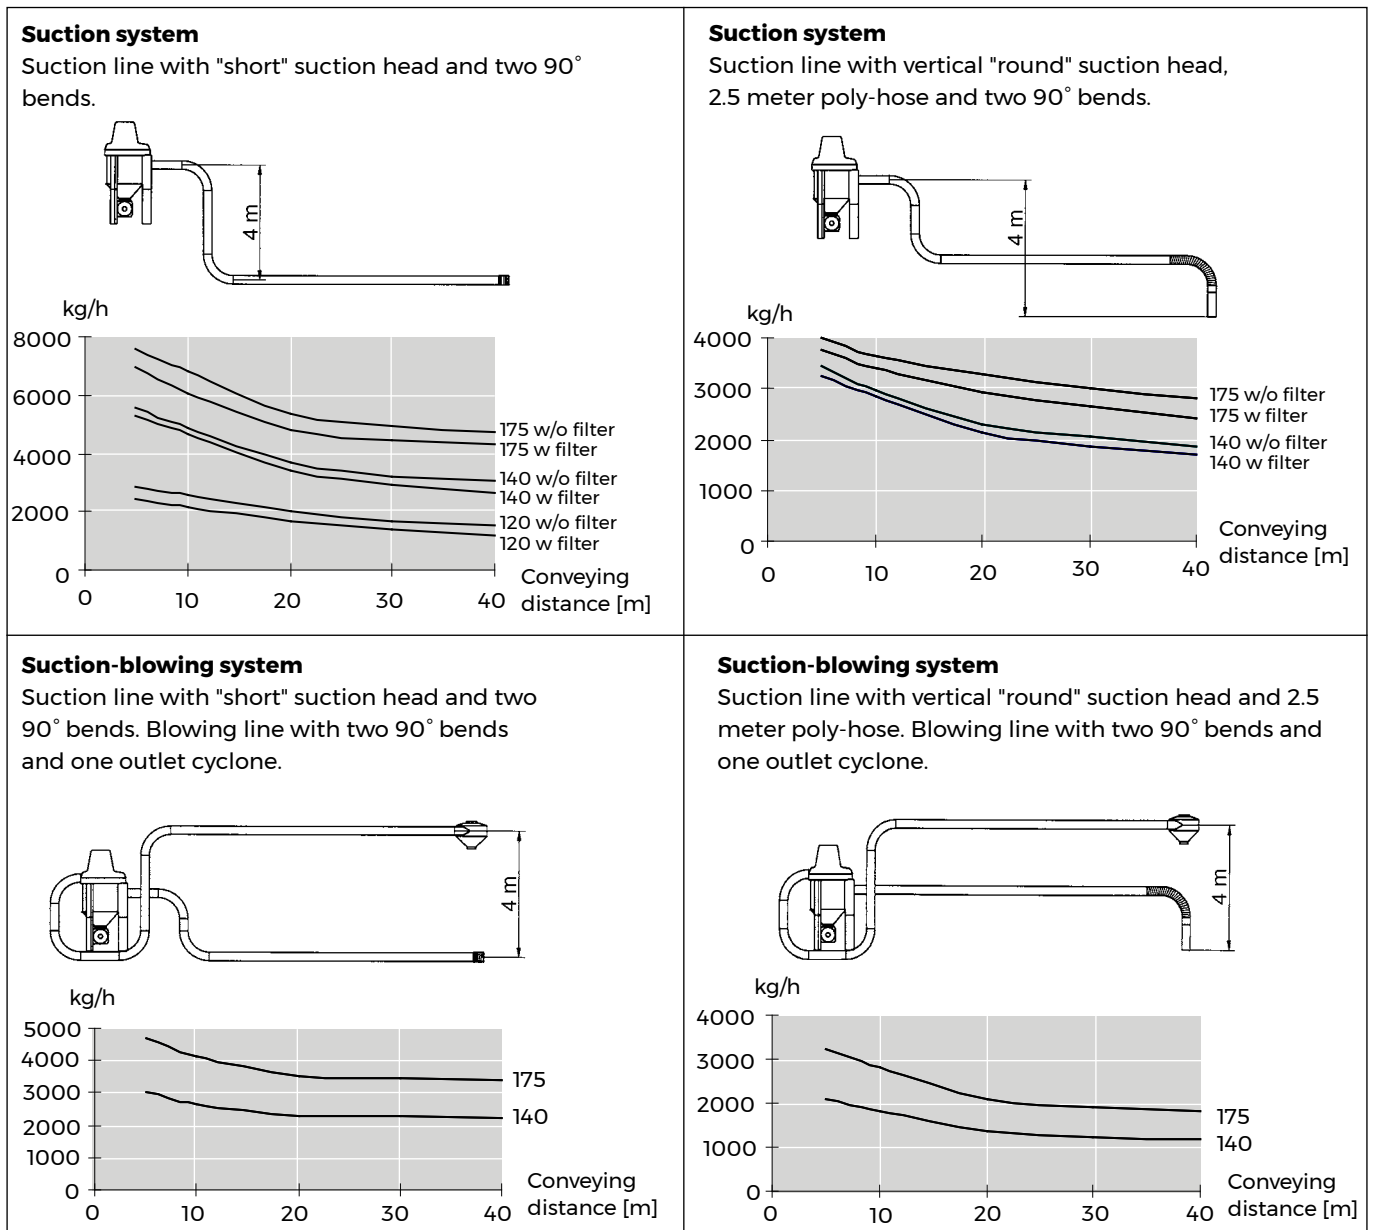 Suction system
Suction line with "short" suction head and two 90°
bends.
4 m
kg/h
8000
6000
4000
2000
0
0
10
20
30
40
175 w/o filter
175 w filter
140 w/o filter
140 w filter
120 w/o filter
120 w filter
Conveying
distance [m]
Suction system
Suction line with vertical "round" suction head,
2.5 meter poly-hose and two 90° bends.
4 m
kg/h
4000
3000
2000
1000
0
0
10
20
30
40
175 w/o filter
175 w filter
140 w/o filter
140 w filter
Conveying
distance [m]
Suction-blowing system
Suction line with "short" suction head and two
90° bends. Blowing line with two 90° bends
and one outlet cyclone.
4 m
kg/h
5000
4000
3000
2000
1000
0
0
10
20
30
40
175
140
Conveying
distance [m]
Suction-blowing system
Suction line with vertical "round" suction head and 2.5
meter poly-hose. Blowing line with two 90° bends and
one outlet cyclone.
4 m
kg/h
4000
3000
2000
1000
0
0
10
20
30
40
175
140
Conveying
distance [m]